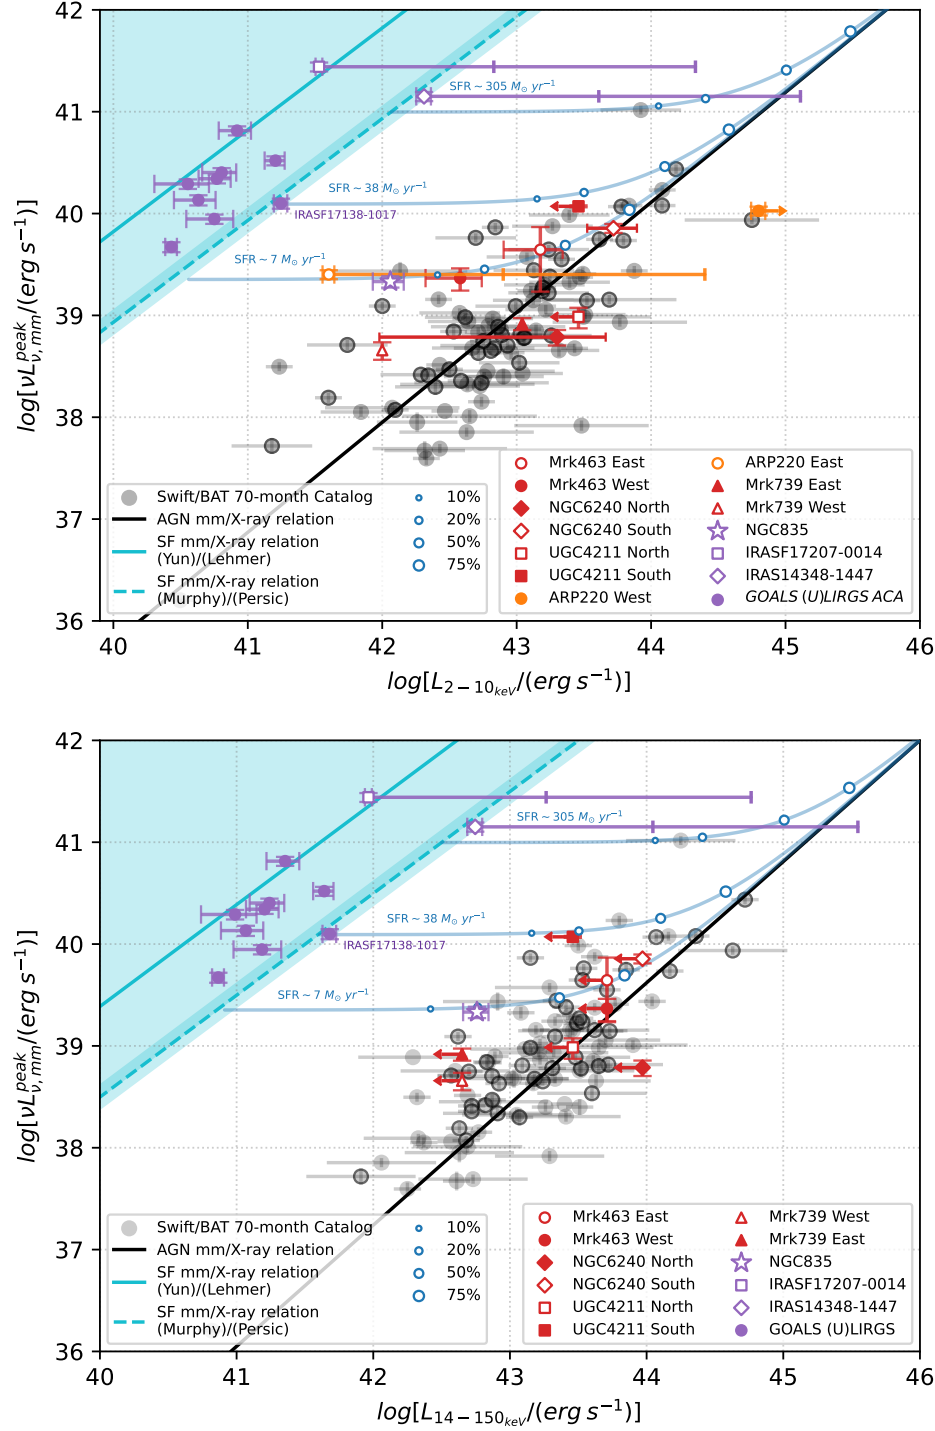 42
41
40
39
38
37
36
log[νL^peak_ν,mm/(erg s⁻¹)]
SFR ~ 305 M⊙ yr⁻¹
SFR ~ 38 M⊙ yr⁻¹
IRASF17138-1017
SFR ~ 7 M⊙ yr⁻¹
Swift/BAT 70-month Catalog
AGN mm/X-ray relation
SF mm/X-ray relation
(Yun)/(Lehmer)
SF mm/X-ray relation
(Murphy)/(Persic)
10%
20%
50%
75%
Mrk463 East
Mrk463 West
NGC6240 North
NGC6240 South
UGC4211 North
UGC4211 South
ARP220 West
ARP220 East
Mrk739 East
Mrk739 West
NGC835
IRASF17207-0014
IRAS14348-1447
GOALS (U)LIRGS ACA
40 41 42 43 44 45 46
log[L₂₋₁₀keV/(erg s⁻¹)]
42
41
40
39
38
37
36
log[νL^peak_ν,mm/(erg s⁻¹)]
SFR ~ 305 M⊙ yr⁻¹
SFR ~ 38 M⊙ yr⁻¹
IRASF17138-1017
SFR ~ 7 M⊙ yr⁻¹
Swift/BAT 70-month Catalog
AGN mm/X-ray relation
SF mm/X-ray relation
(Yun)/(Lehmer)
SF mm/X-ray relation
(Murphy)/(Persic)
10%
20%
50%
75%
Mrk463 East
Mrk463 West
NGC6240 North
NGC6240 South
UGC4211 North
UGC4211 South
Mrk739 West
Mrk739 East
NGC835
IRASF17207-0014
IRAS14348-1447
GOALS (U)LIRGS
40 41 42 43 44 45 46
log[L₁₄₋₁₅₀keV/(erg s⁻¹)]